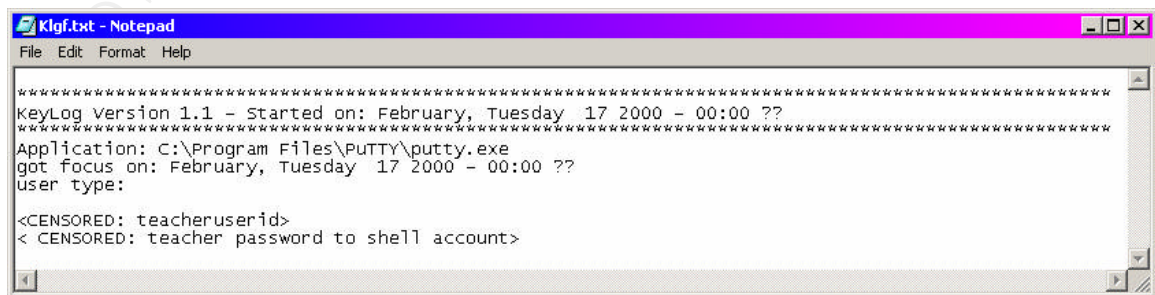 Klgf.txt - Notepad
File Edit Format Help
*****************************************************************************************
KeyLog Version 1.1 – Started on: February, Tuesday  17 2000 – 00:00 ??
*****************************************************************************************
Application: C:\Program Files\PuTTY\putty.exe
got focus on: February, Tuesday  17 2000 – 00:00 ??
user type:
<CENSORED: teacheruserid>
< CENSORED: teacher password to shell account>